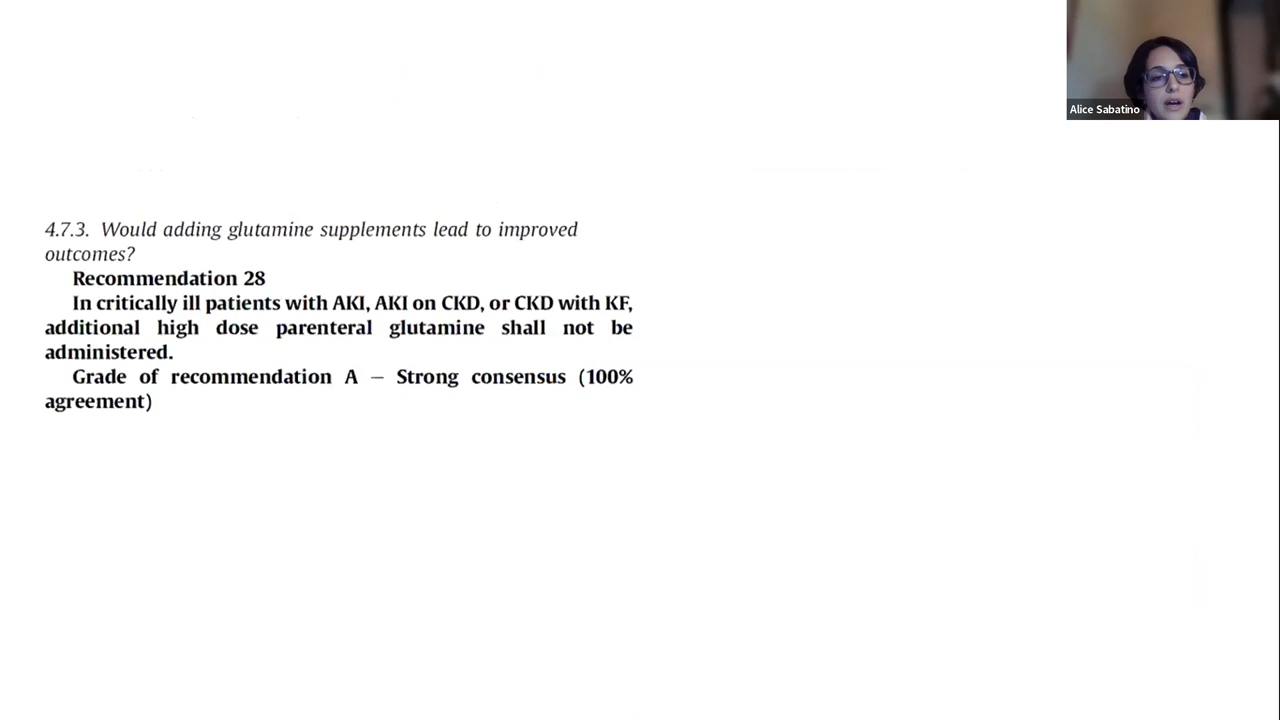 Alice Sabatino
4.7.3. Would adding glutamine supplements lead to improved
outcomes?
Recommendation 28
In critically ill patients with AKI, AKI on CKD, or CKD with KF,
additional high dose parenteral glutamine shall not be
administered.
Grade of recommendation A – Strong consensus (100%
agreement)